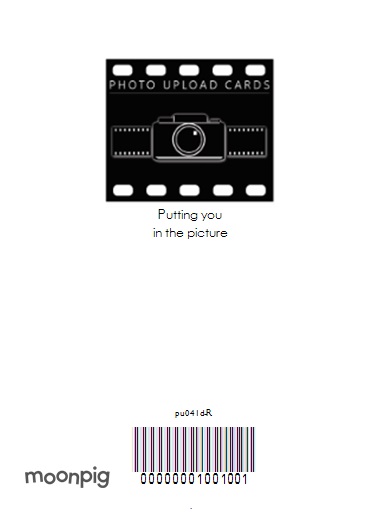 PHOTO UPLOAD CARDS
Putting you
in the picture
pu041d-R
moonpig
00000001001001